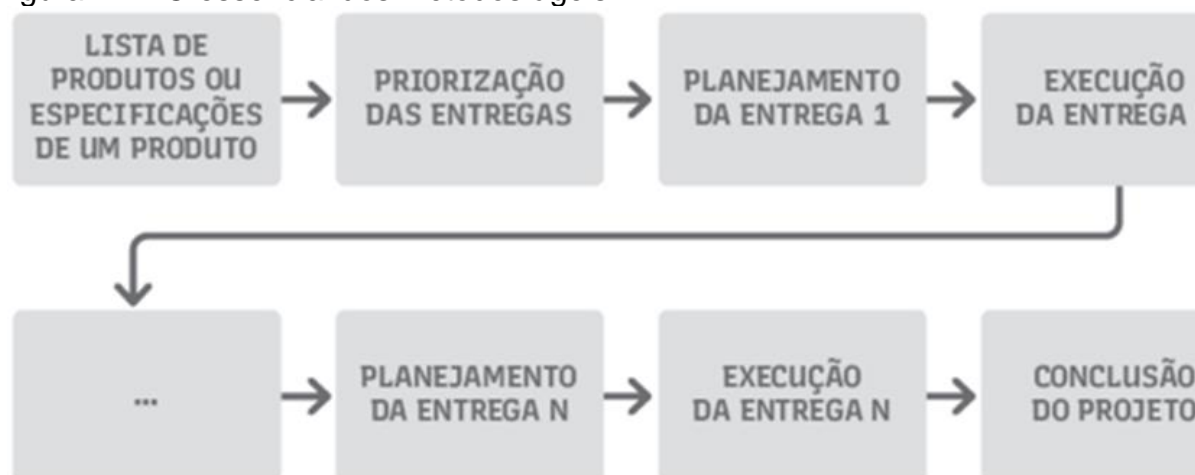 LISTA DE
PRODUTOS OU
ESPECIFICAÇÕES
DE UM PRODUTO
PRIORIZAÇÃO
DAS ENTREGAS
PLANEJAMENTO
DA ENTREGA 1
EXECUÇÃO
DA ENTREGA
...
PLANEJAMENTO
DA ENTREGA N
EXECUÇÃO
DA ENTREGA N
CONCLUSÃO
DO PROJETO